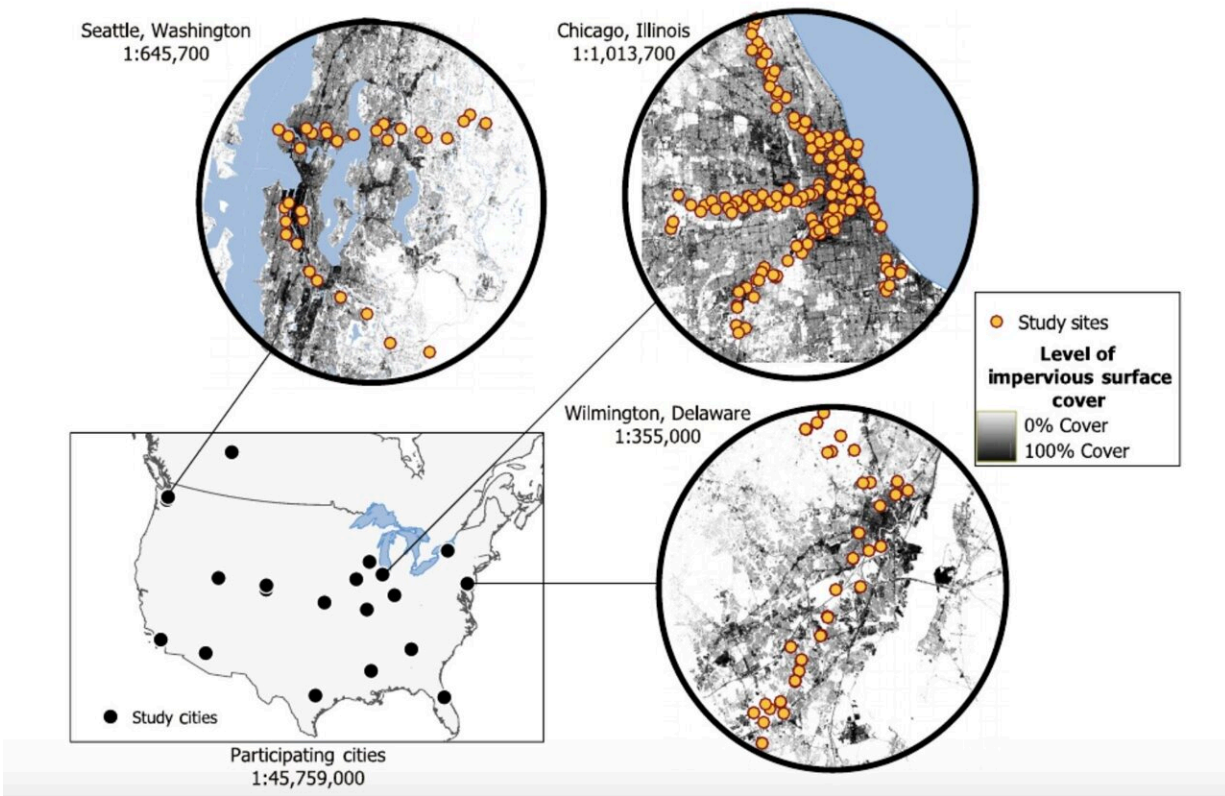 Seattle, Washington
1:645,700
Chicago, Illinois
1:1,013,700
Study sites
Level of
impervious surface
cover
0% Cover
100% Cover
Wilmington, Delaware
1:355,000
Study cities
Participating cities
1:45,759,000